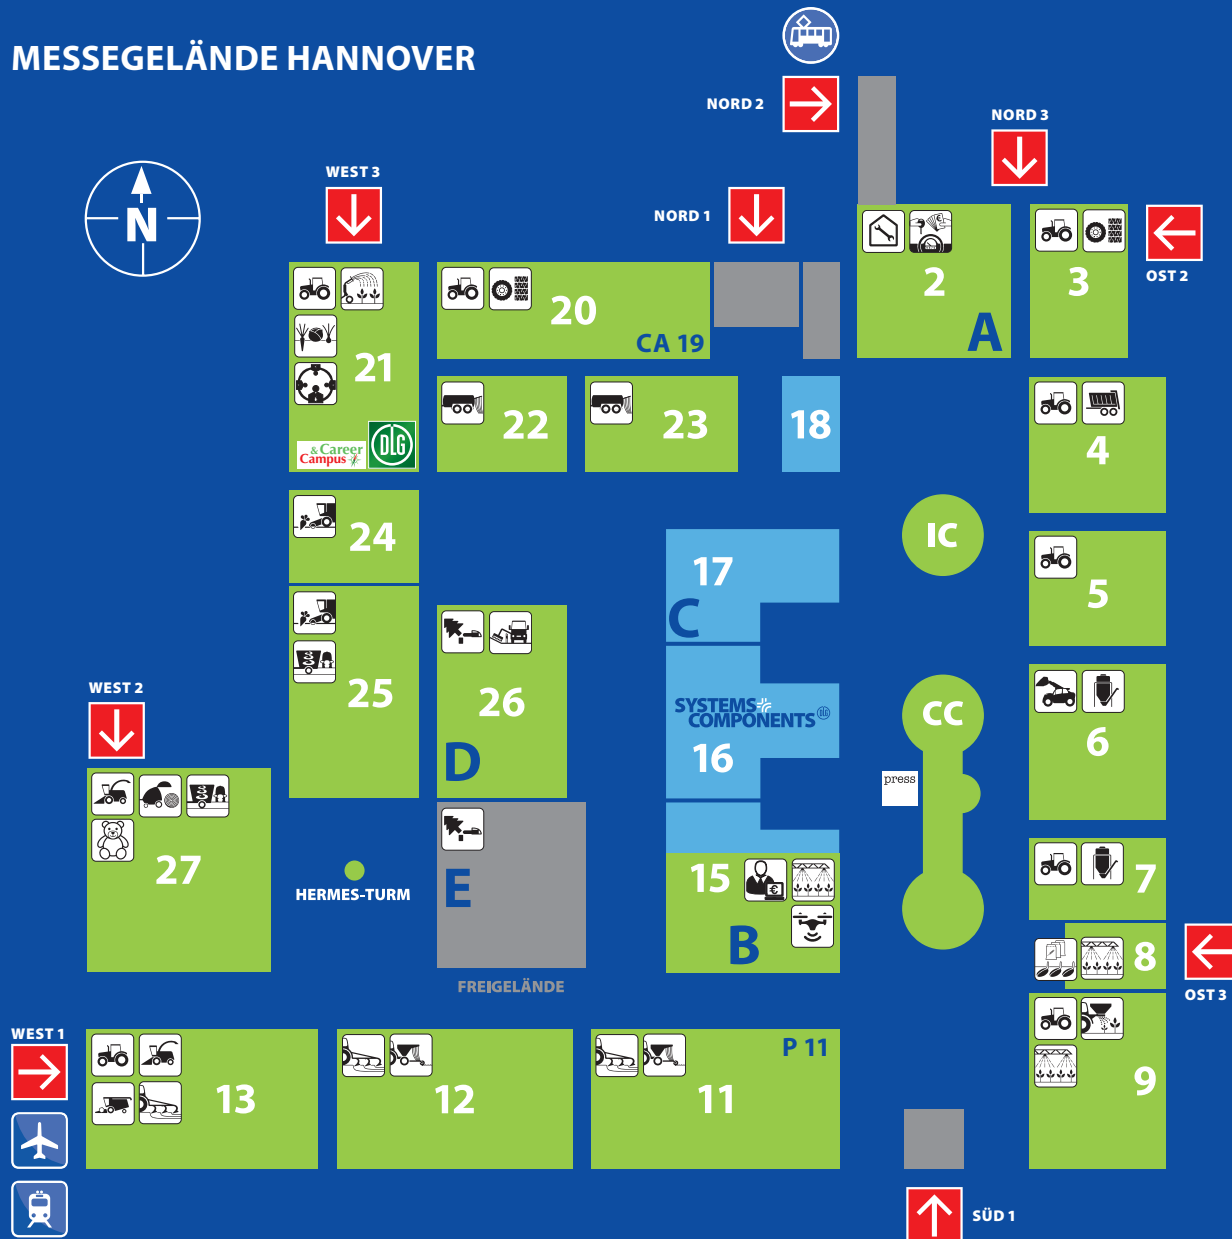 MESSEGELÄNDE HANNOVER
NORD 2
NORD 3
WEST 3
NORD 1
OST 2
N
2
A
3
20
CA 19
21
& Career
Campus
DLG
22
23
18
4
24
IC
17
C
5
25
26
D
WEST 2
SYSTEMS
COMPONENTS DLG
16
CC
6
press
27
HERMES-TURM
E
15
€
B
7
8
OST 3
FREIGELÄNDE
WEST 1
13
12
11
P 11
9
SÜD 1